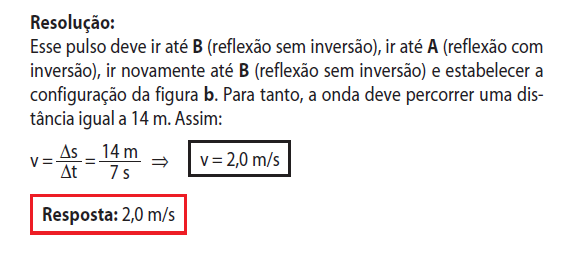 Resolução:
Esse pulso deve ir até B (reflexão sem inversão), ir até A (reflexão com
inversão), ir novamente até B (reflexão sem inversão) e estabelecer a
configuração da figura b. Para tanto, a onda deve percorrer uma dis-
tância igual a 14 m. Assim:
v = Δs/Δt = 14 m/7 s ⇒ v = 2,0 m/s
Resposta: 2,0 m/s